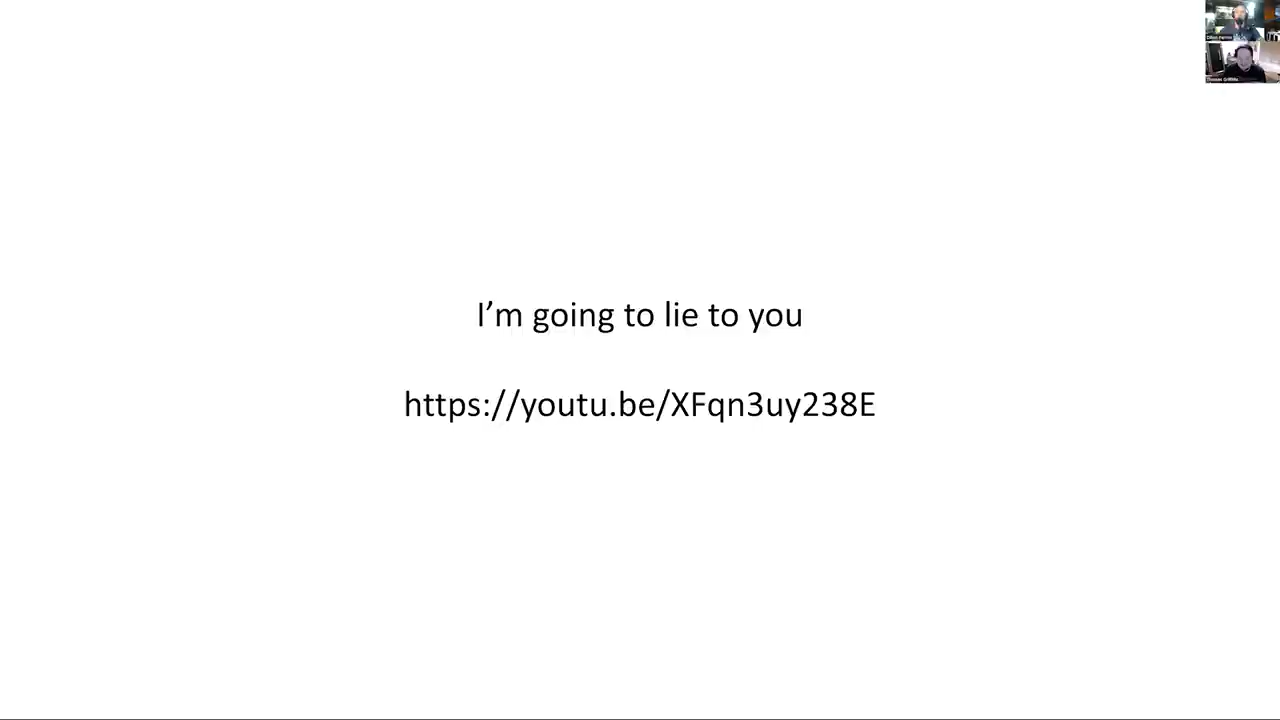 I’m going to lie to you
https://youtu.be/XFqn3uy238E